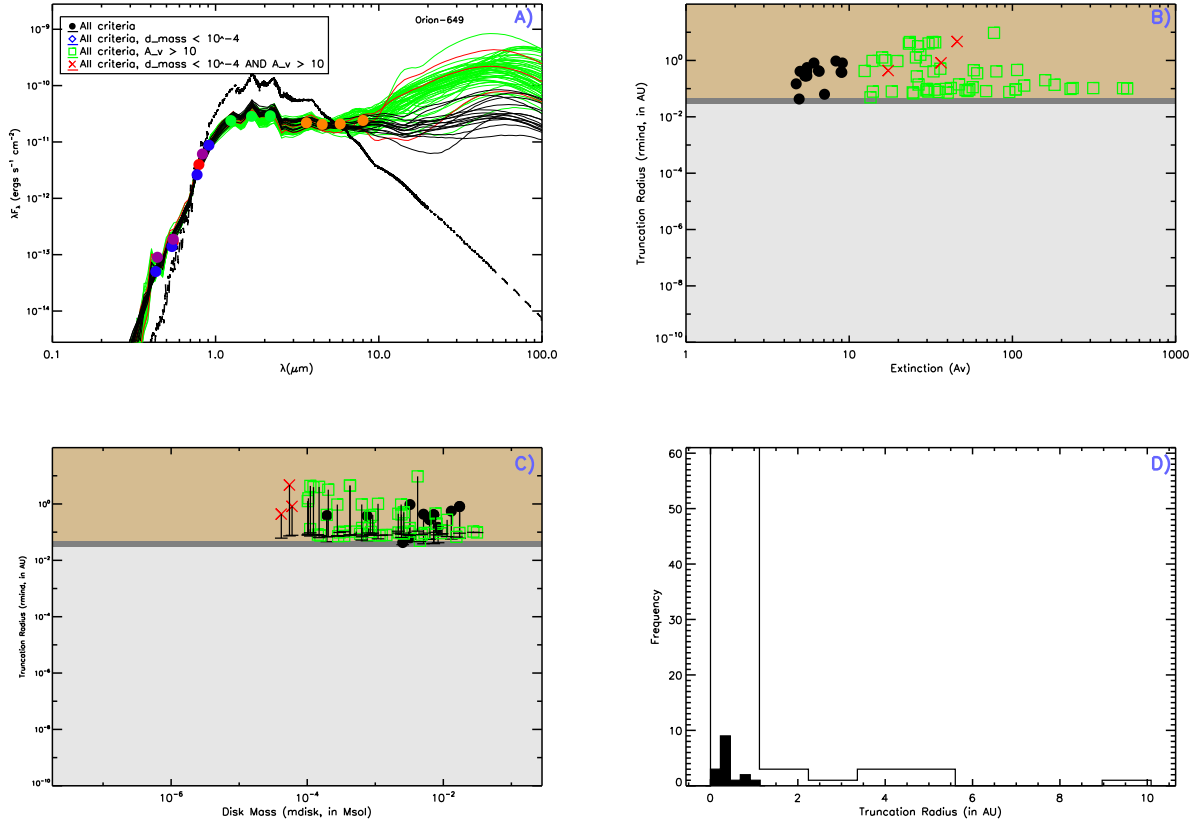 A)
Orion-649
All criteria
All criteria, d_mass < 10^-4
All criteria, A_v > 10
All criteria, d_mass < 10^-4 AND A_v > 10
λFλ (ergs s⁻¹ cm⁻²)
10⁻⁹
10⁻¹⁰
10⁻¹¹
10⁻¹²
10⁻¹³
10⁻¹⁴
0.1 1.0 10.0 100.0
λ(μm)
B)
Truncation Radius (rmind, in AU)
10⁰
10⁻²
10⁻⁴
10⁻⁶
10⁻⁸
10⁻¹⁰
1 10 100 1000
Extinction (Av)
C)
Truncation Radius (rmind, in AU)
10⁰
10⁻²
10⁻⁴
10⁻⁶
10⁻⁸
10⁻¹⁰
10⁻⁶ 10⁻⁴ 10⁻²
Disk Mass (mdisk, in Msol)
D)
Frequency
60
50
40
30
20
10
0
0 2 4 6 8 10
Truncation Radius (in AU)